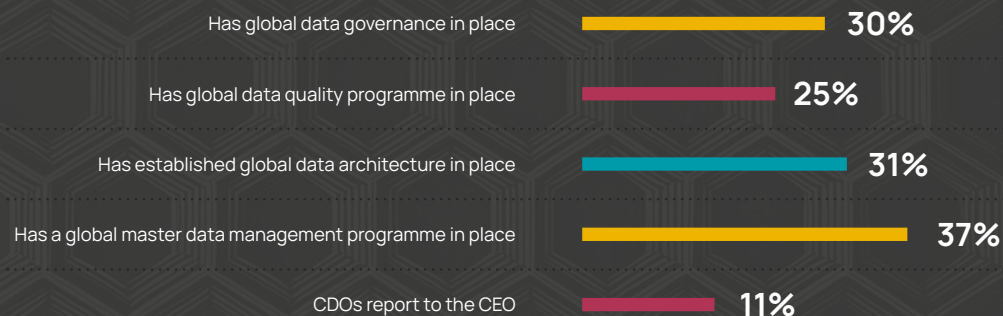 Has global data governance in place 30%
Has global data quality programme in place 25%
Has established global data architecture in place 31%
Has a global master data management programme in place 37%
CDOs report to the CEO 11%